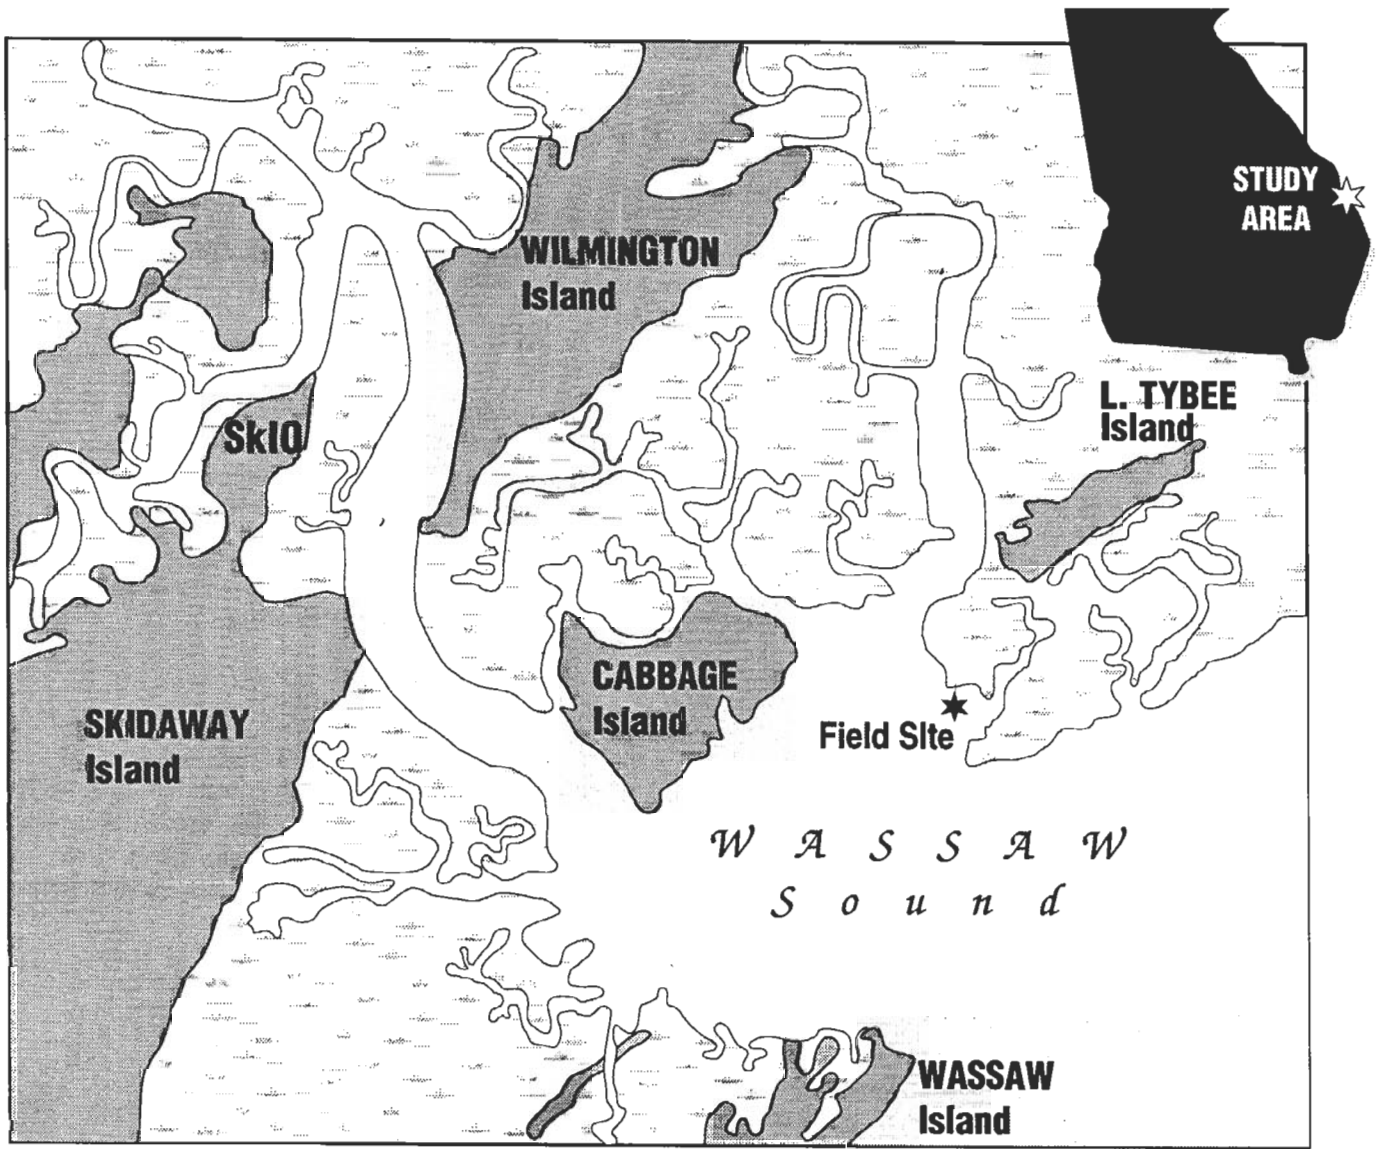 STUDY
AREA
WILMINGTON
Island
L. TYBEE
Island
SkIO
CABBAGE
Island
SKIDAWAY
Island
Field SIte
W A S S A W
S o u n d
WASSAW
Island